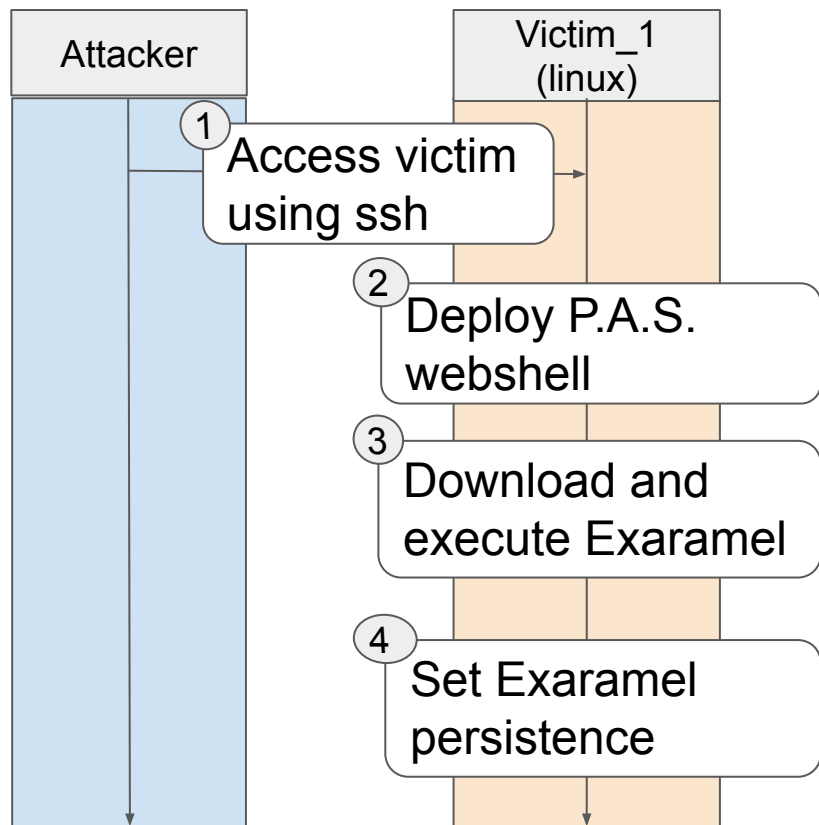 Attacker
Victim_1
(linux)
1
Access victim
using ssh
2
Deploy P.A.S.
webshell
3
Download and
execute Exaramel
4
Set Exaramel
persistence